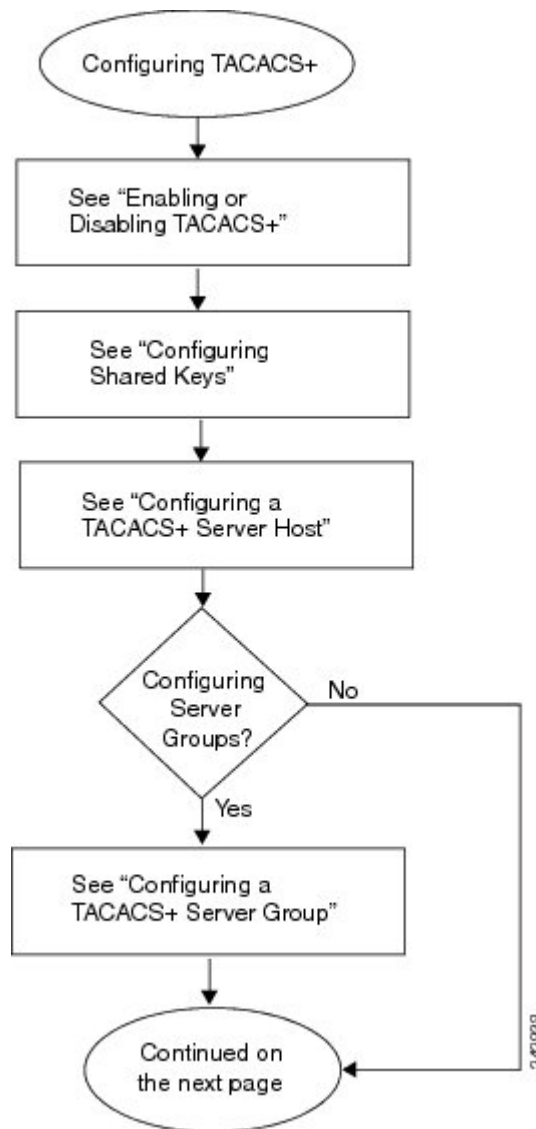 Configuring TACACS+
See “Enabling or
Disabling TACACS+”
See “Configuring
Shared Keys”
See “Configuring a
TACACS+ Server Host”
Configuring
Server
Groups?
No
Yes
See “Configuring a
TACACS+ Server Group”
Continued on
the next page